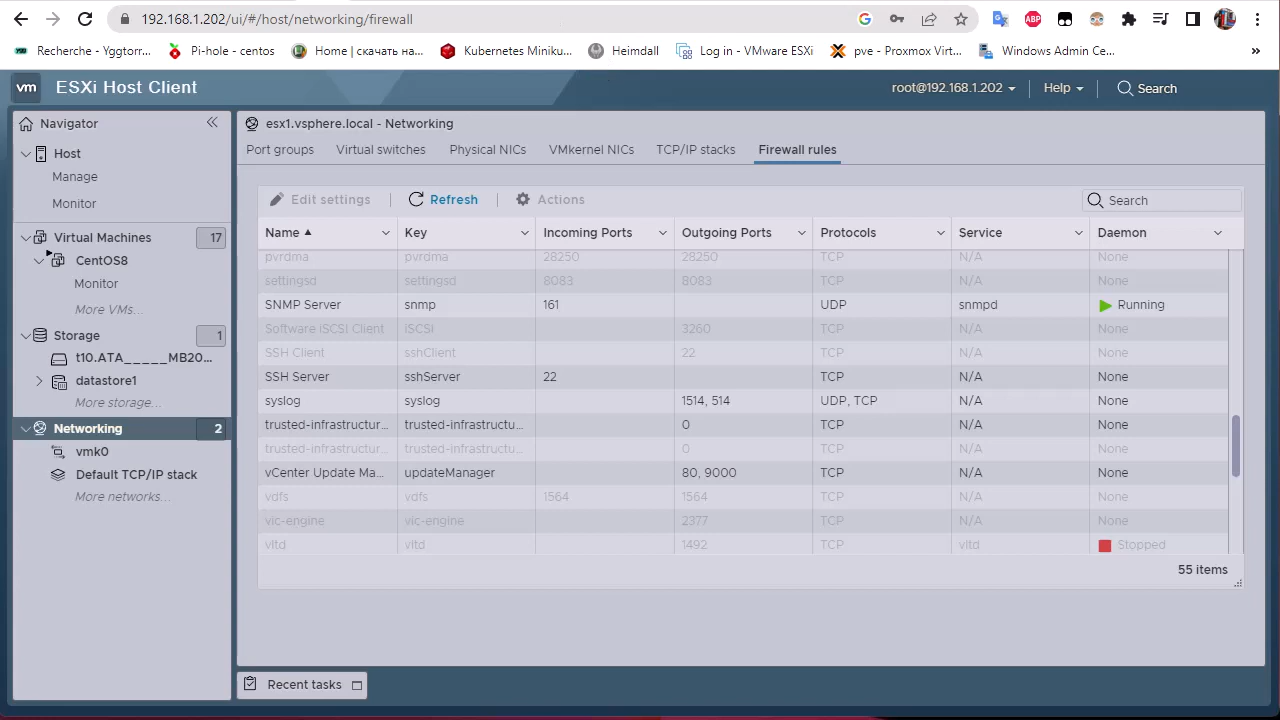 192.168.1.202/ui/#/host/networking/firewall
Recherche - Yggtorr... Pi-hole - centos Home | скачать на... Kubernetes Miniku... Heimdall Log in - VMware ESXi pve - Proxmox Virt... Windows Admin Ce... »
vm ESXi Host Client root@192.168.1.202 Help Search
Navigator
Host
Manage
Monitor
Virtual Machines 17
CentOS8
Monitor
More VMs...
Storage 1
t10.ATA_____MB20...
datastore1
More storage...
Networking 2
vmk0
Default TCP/IP stack
More networks...
esx1.vsphere.local - Networking
Port groups Virtual switches Physical NICs VMkernel NICs TCP/IP stacks Firewall rules
Edit settings Refresh Actions Search
Name Key Incoming Ports Outgoing Ports Protocols Service Daemon
pvrdma pvrdma 28250 28250 TCP N/A None
settingsd settingsd 8083 8083 TCP N/A None
SNMP Server snmp 161 UDP snmpd Running
Software iSCSI Client iSCSI 3260 TCP N/A None
SSH Client sshClient 22 TCP N/A None
SSH Server sshServer 22 TCP N/A None
syslog syslog 1514, 514 UDP, TCP N/A None
trusted-infrastructur... trusted-infrastructu... 0 TCP N/A None
trusted-infrastructur... trusted-infrastructu... 0 TCP N/A None
vCenter Update Ma... updateManager 80, 9000 TCP N/A None
vdfs vdfs 1564 1564 TCP N/A None
vic-engine vic-engine 2377 TCP N/A None
vltd vltd 1492 TCP vltd Stopped
55 items
Recent tasks
ABP